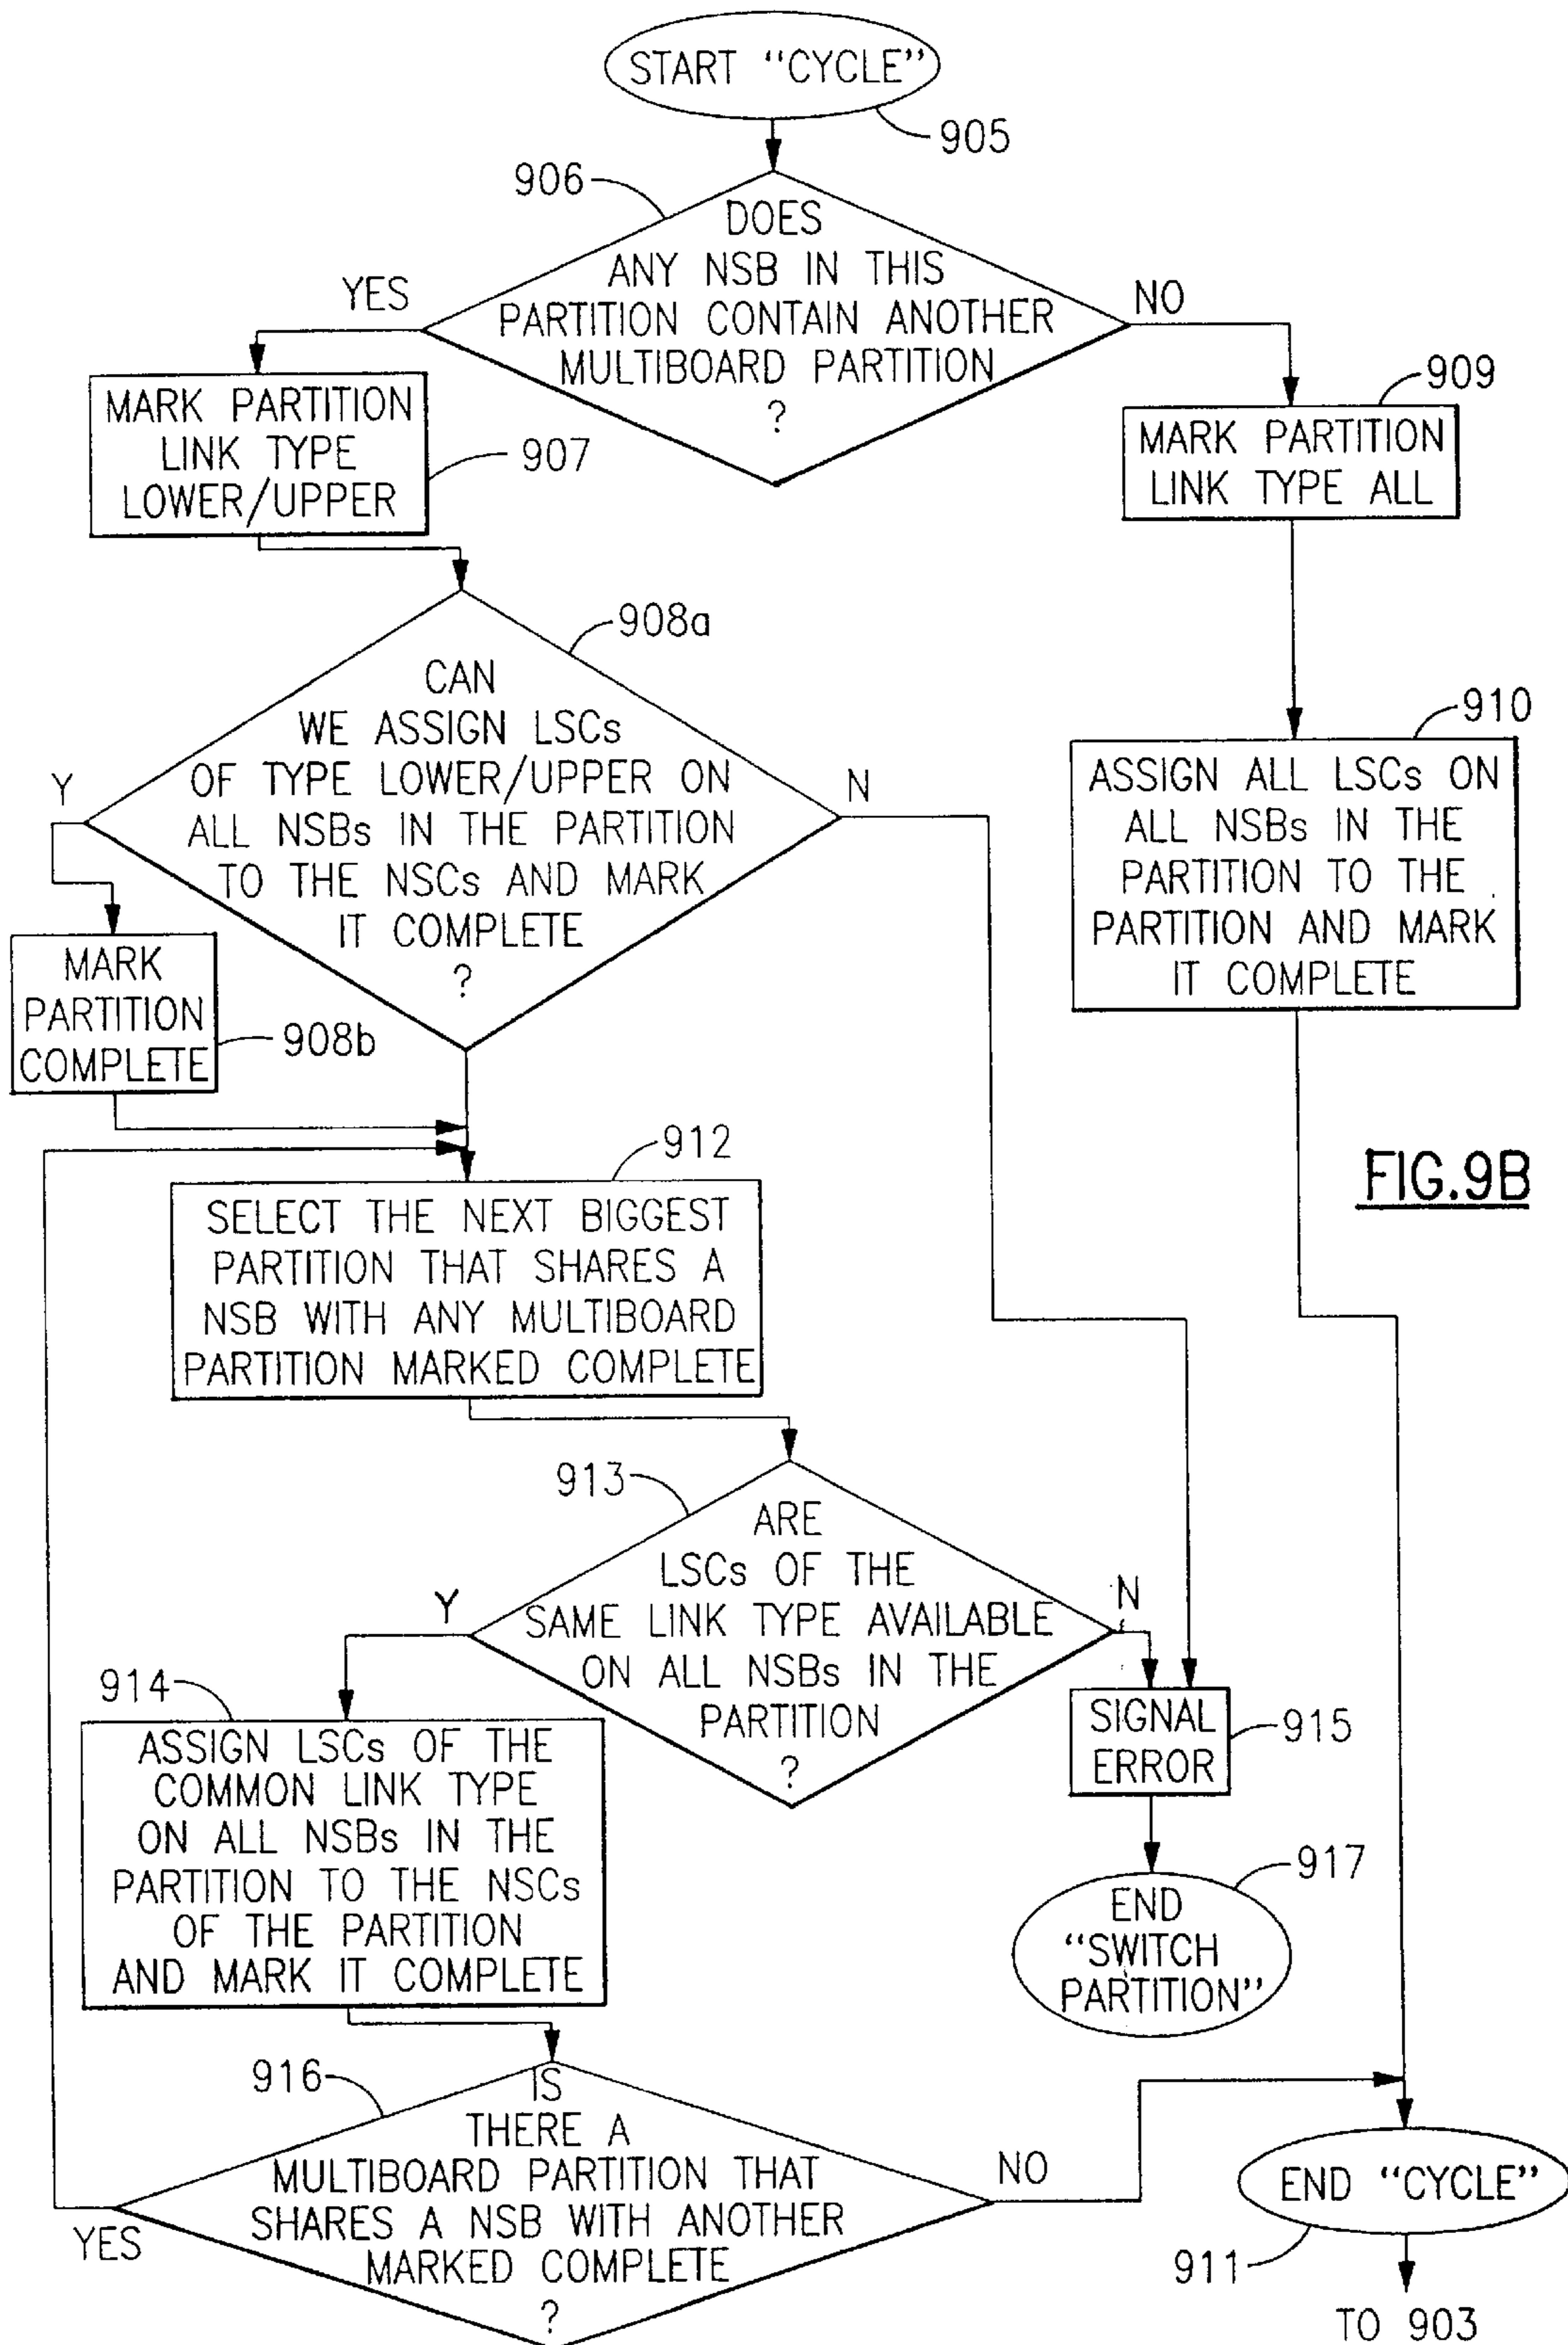 START "CYCLE"
905
906
DOES
ANY NSB IN THIS
PARTITION CONTAIN ANOTHER
MULTIBOARD PARTITION
?
YES
NO
MARK PARTITION
LINK TYPE
LOWER/UPPER
907
909
MARK PARTITION
LINK TYPE ALL
908a
CAN
WE ASSIGN LSCs
OF TYPE LOWER/UPPER ON
ALL NSBs IN THE PARTITION
TO THE NSCs AND MARK
IT COMPLETE
?
Y
N
910
ASSIGN ALL LSCs ON
ALL NSBs IN THE
PARTITION TO THE
PARTITION AND MARK
IT COMPLETE
MARK
PARTITION
COMPLETE
908b
912
SELECT THE NEXT BIGGEST
PARTITION THAT SHARES A
NSB WITH ANY MULTIBOARD
PARTITION MARKED COMPLETE
FIG.9B
913
ARE
LSCs OF THE
SAME LINK TYPE AVAILABLE
ON ALL NSBs IN THE
PARTITION
?
Y
N
914
ASSIGN LSCs OF THE
COMMON LINK TYPE
ON ALL NSBs IN THE
PARTITION TO THE NSCs
OF THE PARTITION
AND MARK IT COMPLETE
SIGNAL
ERROR
915
917
END
"SWITCH
PARTITION"
916
IS
THERE A
MULTIBOARD PARTITION THAT
SHARES A NSB WITH ANOTHER
MARKED COMPLETE
?
YES
NO
END "CYCLE"
911
TO 903